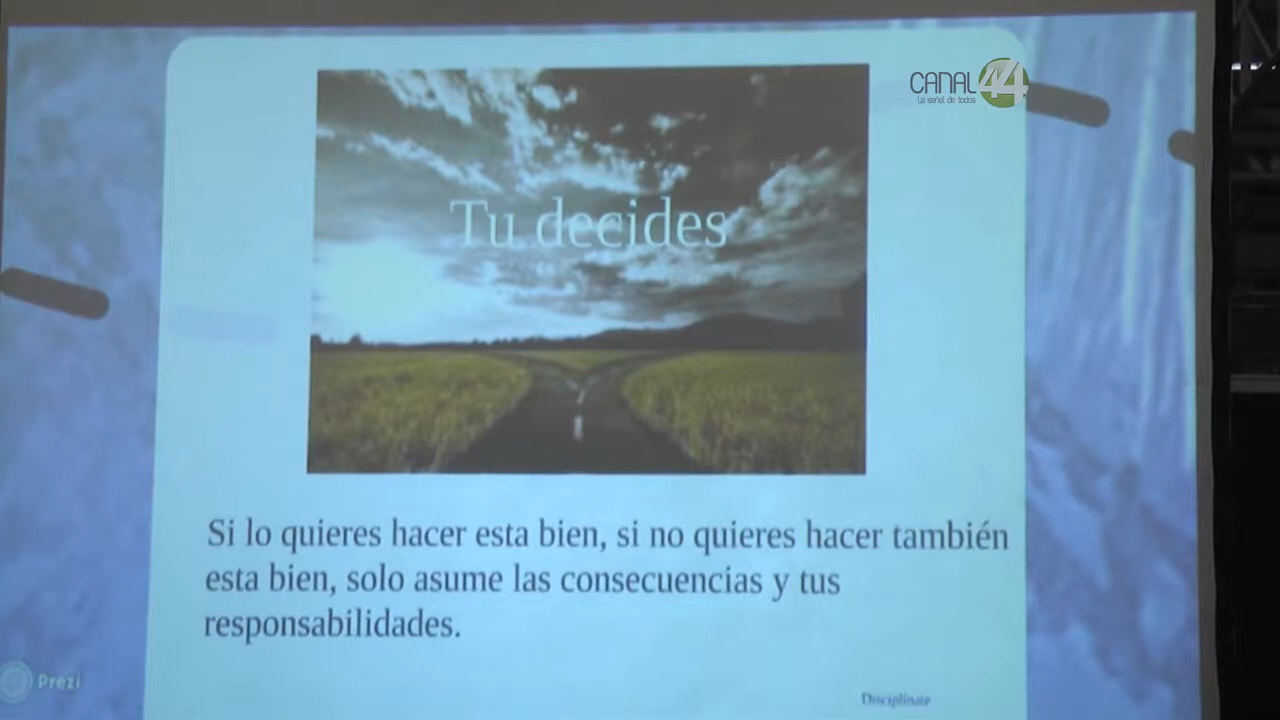 CANAL 44
La señal de todos
Tu decides
Si lo quieres hacer esta bien, si no quieres hacer también
esta bien, solo asume las consecuencias y tus
responsabilidades.
Prezi
Disciplinate